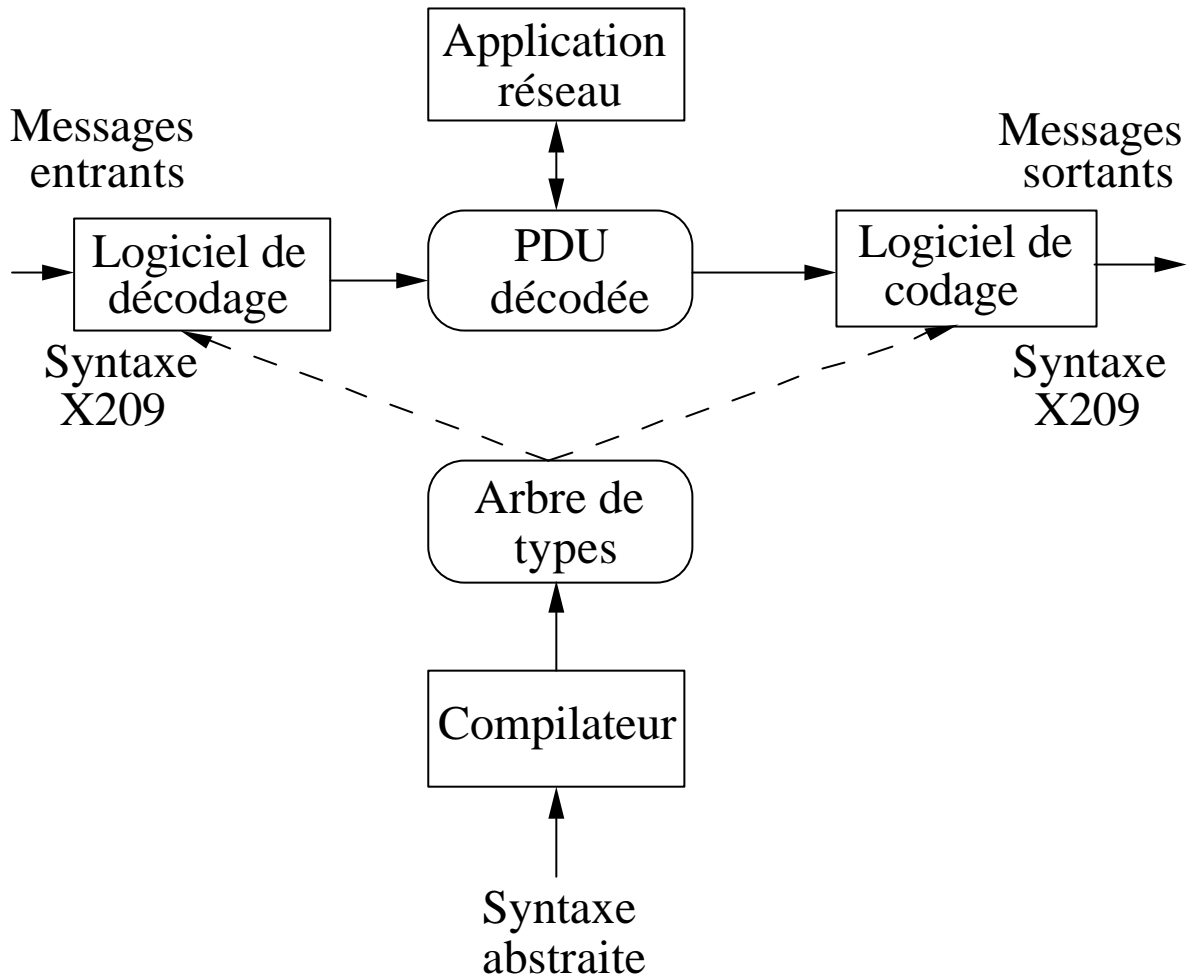 Application
réseau
Messages
entrants
Messages
sortants
Logiciel de
décodage
PDU
décodée
Logiciel de
codage
Syntaxe
X209
Syntaxe
X209
Arbre de
types
Compilateur
Syntaxe
abstraite